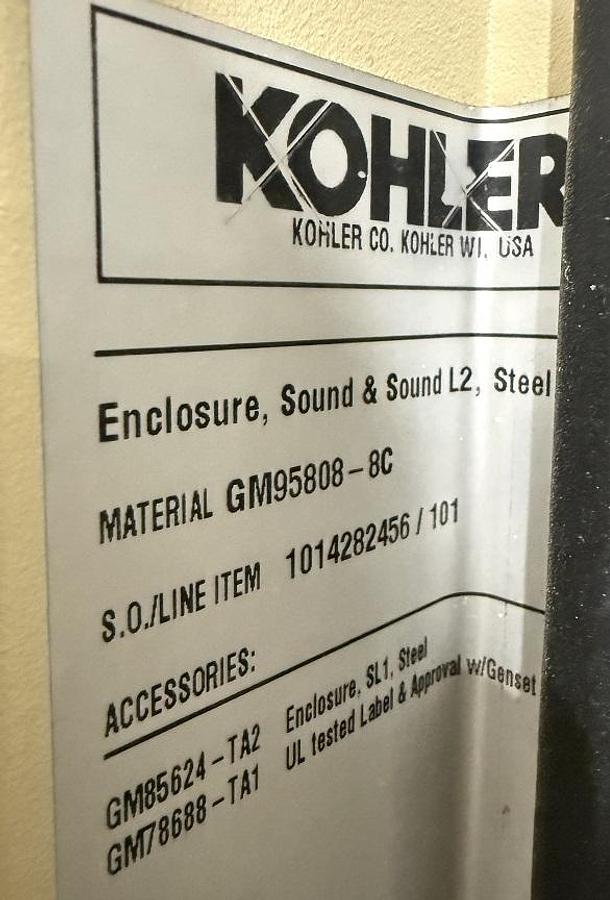 KOHLER
KOHLER CO. KOHLER WI. USA
Enclosure, Sound & Sound L2, Steel
MATERIAL GM95808-8C
S.O./LINE ITEM 1014282456 / 101
ACCESSORIES:
GM85624-TA2 Enclosure, SL1, Steel
GM78688-TA1 UL tested Label & Approval w/Genset